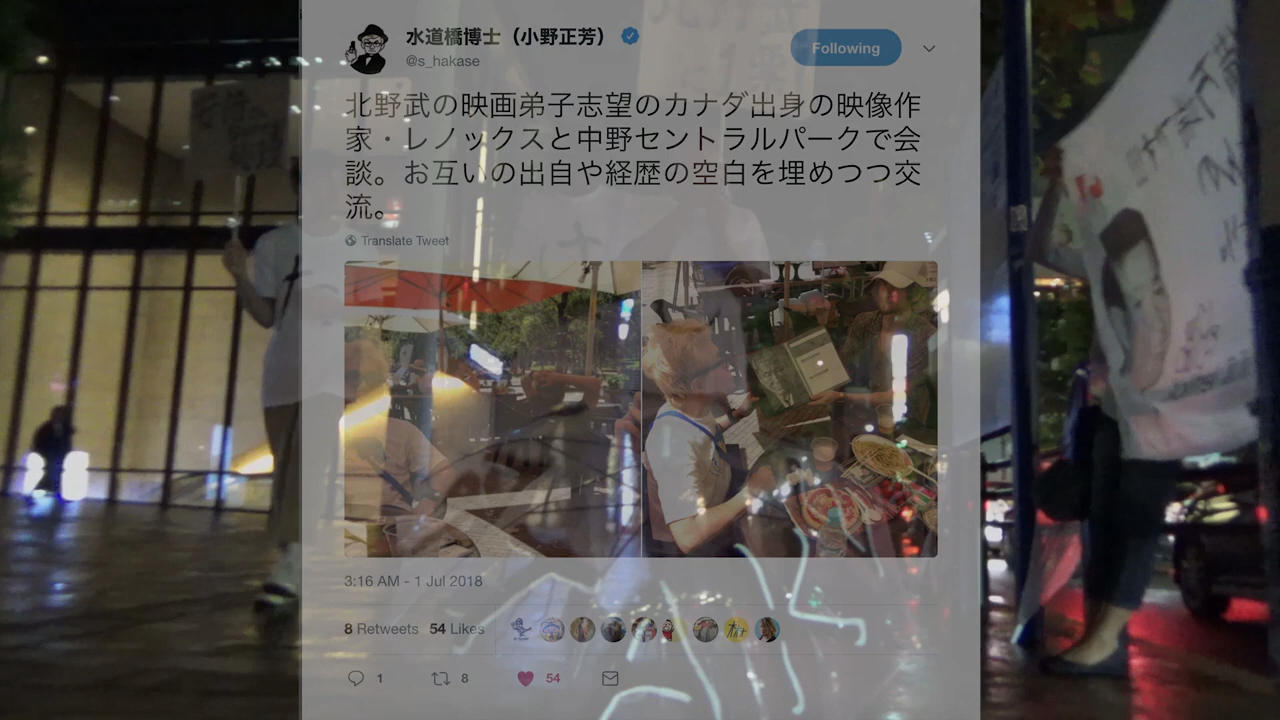 水道橋博士（小野正芳）
@s_hakase
Following
北野武の映画弟子志望のカナダ出身の映像作
家・レノックスと中野セントラルパークで会
談。お互いの出自や経歴の空白を埋めつつ交
流。
Translate Tweet
3:16 AM - 1 Jul 2018
8 Retweets 54 Likes
1 8 54